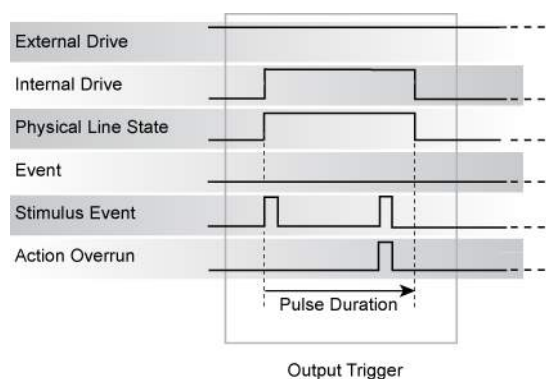 External Drive
Internal Drive
Physical Line State
Event
Stimulus Event
Action Overrun
Pulse Duration
Output Trigger